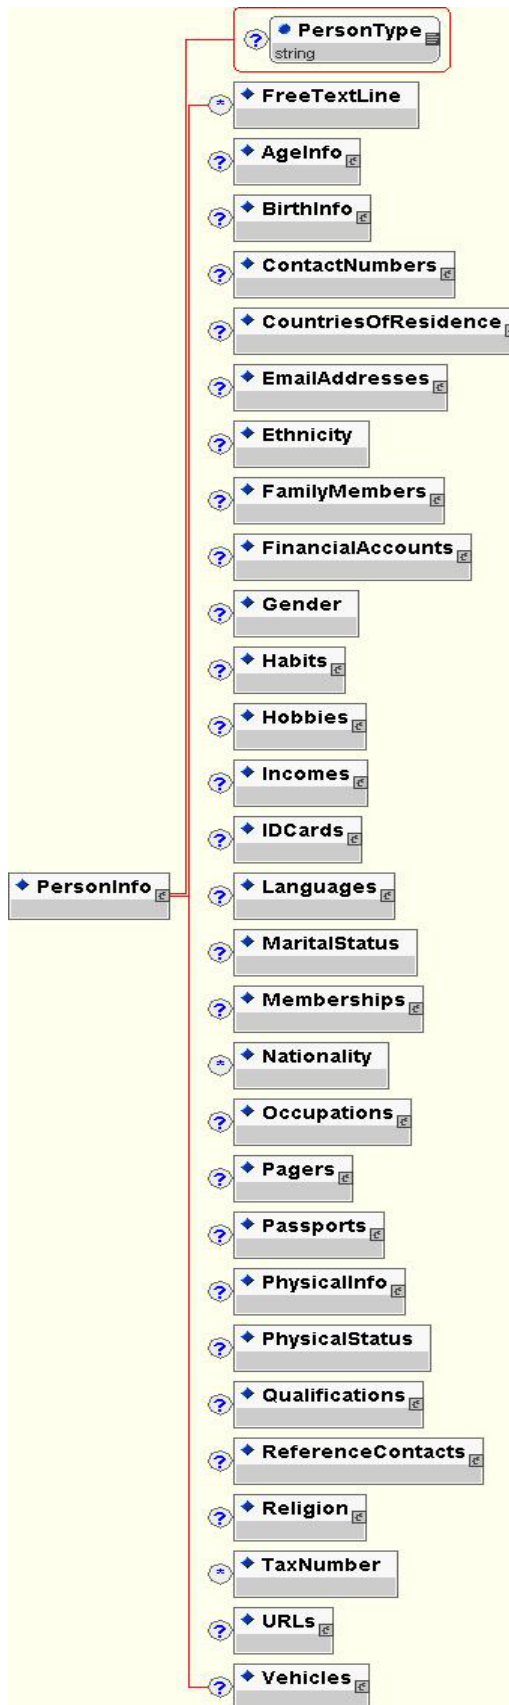 PersonType
string
FreeTextLine
AgeInfo
BirthInfo
ContactNumbers
CountriesOfResidence
EmailAddresses
Ethnicity
FamilyMembers
FinancialAccounts
Gender
Habits
Hobbies
Incomes
IDCards
PersonInfo
Languages
MaritalStatus
Memberships
Nationality
Occupations
Pagers
Passports
PhysicalInfo
PhysicalStatus
Qualifications
ReferenceContacts
Religion
TaxNumber
URLs
Vehicles